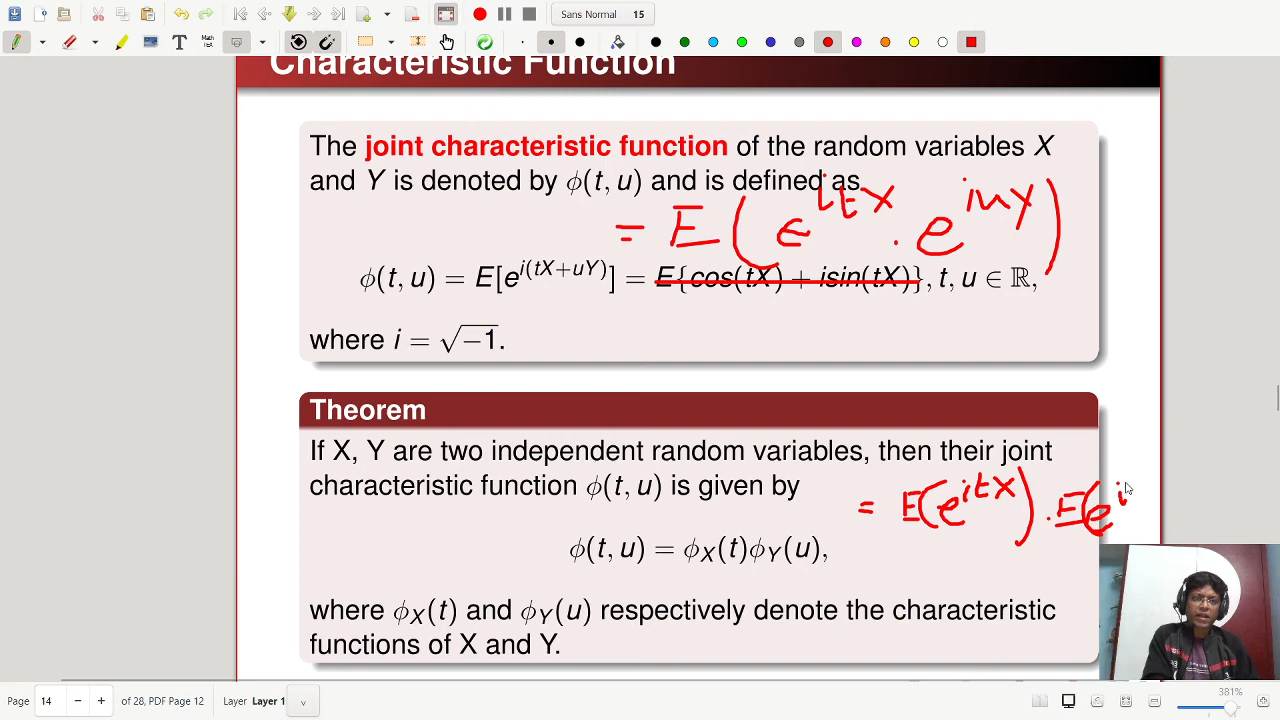 Sans Normal 15
Characteristic Function
The joint characteristic function of the random variables X
and Y is denoted by ϕ(t, u) and is defined as
= E(e^{itX} . e^{iuY})
ϕ(t, u) = E[e^{i(tX+uY)}] = E{cos(tX) + isin(tX)}, t, u ∈ ℝ,
where i = √−1.
Theorem
If X, Y are two independent random variables, then their joint
characteristic function ϕ(t, u) is given by
= E(e^{itX}) . E(e^{i
ϕ(t, u) = ϕ_X(t)ϕ_Y(u),
where ϕ_X(t) and ϕ_Y(u) respectively denote the characteristic
functions of X and Y.
Page 14 of 28, PDF Page 12 Layer Layer 1 381%